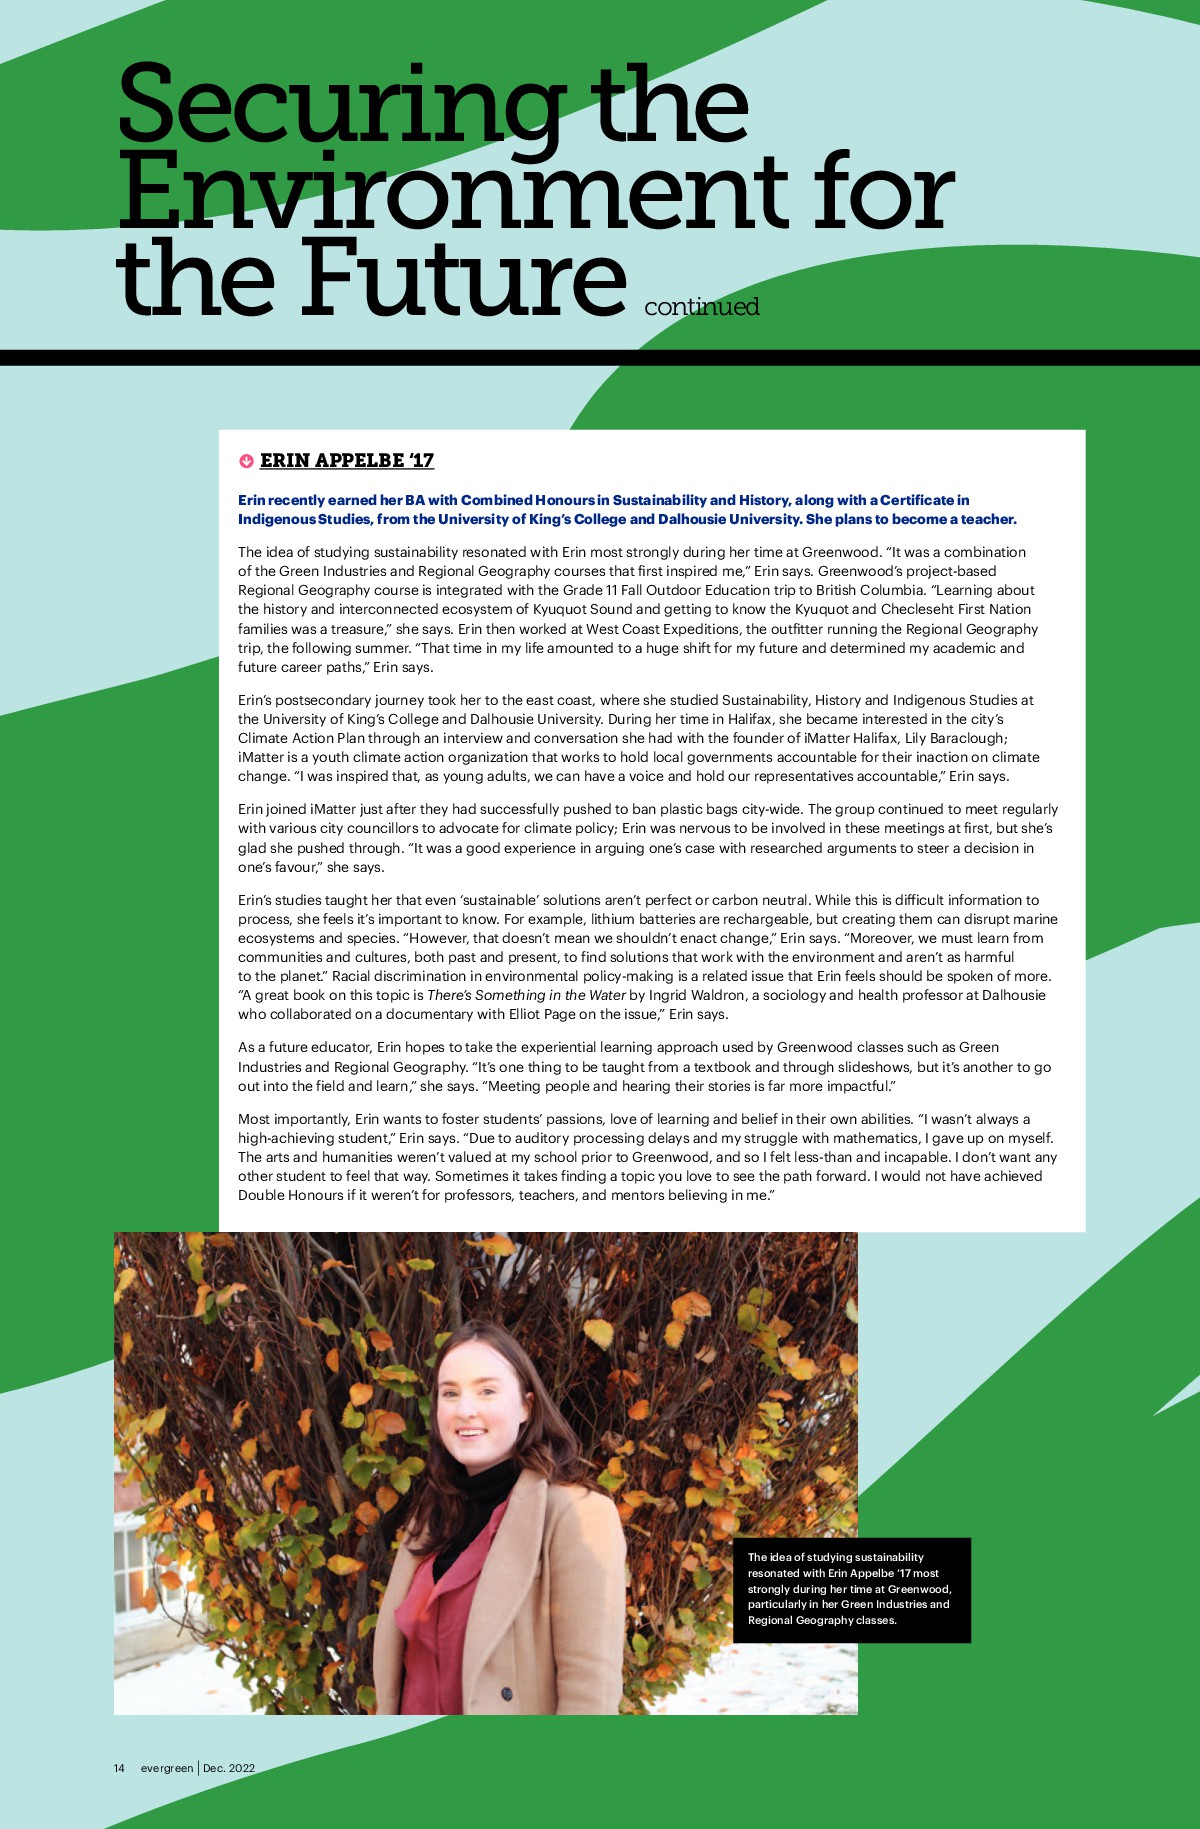 Securing the
Environment for
the Future continued
ERIN APPELBE ‘17
Erin recently earned her BA with Combined Honours in Sustainability and History, along with a Certificate in
Indigenous Studies, from the University of King’s College and Dalhousie University. She plans to become a teacher.
The idea of studying sustainability resonated with Erin most strongly during her time at Greenwood. “It was a combination
of the Green Industries and Regional Geography courses that first inspired me,” Erin says. Greenwood’s project-based
Regional Geography course is integrated with the Grade 11 Fall Outdoor Education trip to British Columbia. “Learning about
the history and interconnected ecosystem of Kyuquot Sound and getting to know the Kyuquot and Checleseht First Nation
families was a treasure,” she says. Erin then worked at West Coast Expeditions, the outfitter running the Regional Geography
trip, the following summer. “That time in my life amounted to a huge shift for my future and determined my academic and
future career paths,” Erin says.
Erin’s postsecondary journey took her to the east coast, where she studied Sustainability, History and Indigenous Studies at
the University of King’s College and Dalhousie University. During her time in Halifax, she became interested in the city’s
Climate Action Plan through an interview and conversation she had with the founder of iMatter Halifax, Lily Baraclough;
iMatter is a youth climate action organization that works to hold local governments accountable for their inaction on climate
change. “I was inspired that, as young adults, we can have a voice and hold our representatives accountable,” Erin says.
Erin joined iMatter just after they had successfully pushed to ban plastic bags city-wide. The group continued to meet regularly
with various city councillors to advocate for climate policy; Erin was nervous to be involved in these meetings at first, but she’s
glad she pushed through. “It was a good experience in arguing one’s case with researched arguments to steer a decision in
one’s favour,” she says.
Erin’s studies taught her that even ‘sustainable’ solutions aren’t perfect or carbon neutral. While this is difficult information to
process, she feels it’s important to know. For example, lithium batteries are rechargeable, but creating them can disrupt marine
ecosystems and species. “However, that doesn’t mean we shouldn’t enact change,” Erin says. “Moreover, we must learn from
communities and cultures, both past and present, to find solutions that work with the environment and aren’t as harmful
to the planet.” Racial discrimination in environmental policy-making is a related issue that Erin feels should be spoken of more.
“A great book on this topic is There’s Something in the Water by Ingrid Waldron, a sociology and health professor at Dalhousie
who collaborated on a documentary with Elliot Page on the issue,” Erin says.
As a future educator, Erin hopes to take the experiential learning approach used by Greenwood classes such as Green
Industries and Regional Geography. “It’s one thing to be taught from a textbook and through slideshows, but it’s another to go
out into the field and learn,” she says. “Meeting people and hearing their stories is far more impactful.”
Most importantly, Erin wants to foster students’ passions, love of learning and belief in their own abilities. “I wasn’t always a
high-achieving student,” Erin says. “Due to auditory processing delays and my struggle with mathematics, I gave up on myself.
The arts and humanities weren’t valued at my school prior to Greenwood, and so I felt less-than and incapable. I don’t want any
other student to feel that way. Sometimes it takes finding a topic you love to see the path forward. I would not have achieved
Double Honours if it weren’t for professors, teachers, and mentors believing in me.”
The idea of studying sustainability
resonated with Erin Appelbe ‘17 most
strongly during her time at Greenwood,
particularly in her Green Industries and
Regional Geography classes.
14 evergreen | Dec. 2022